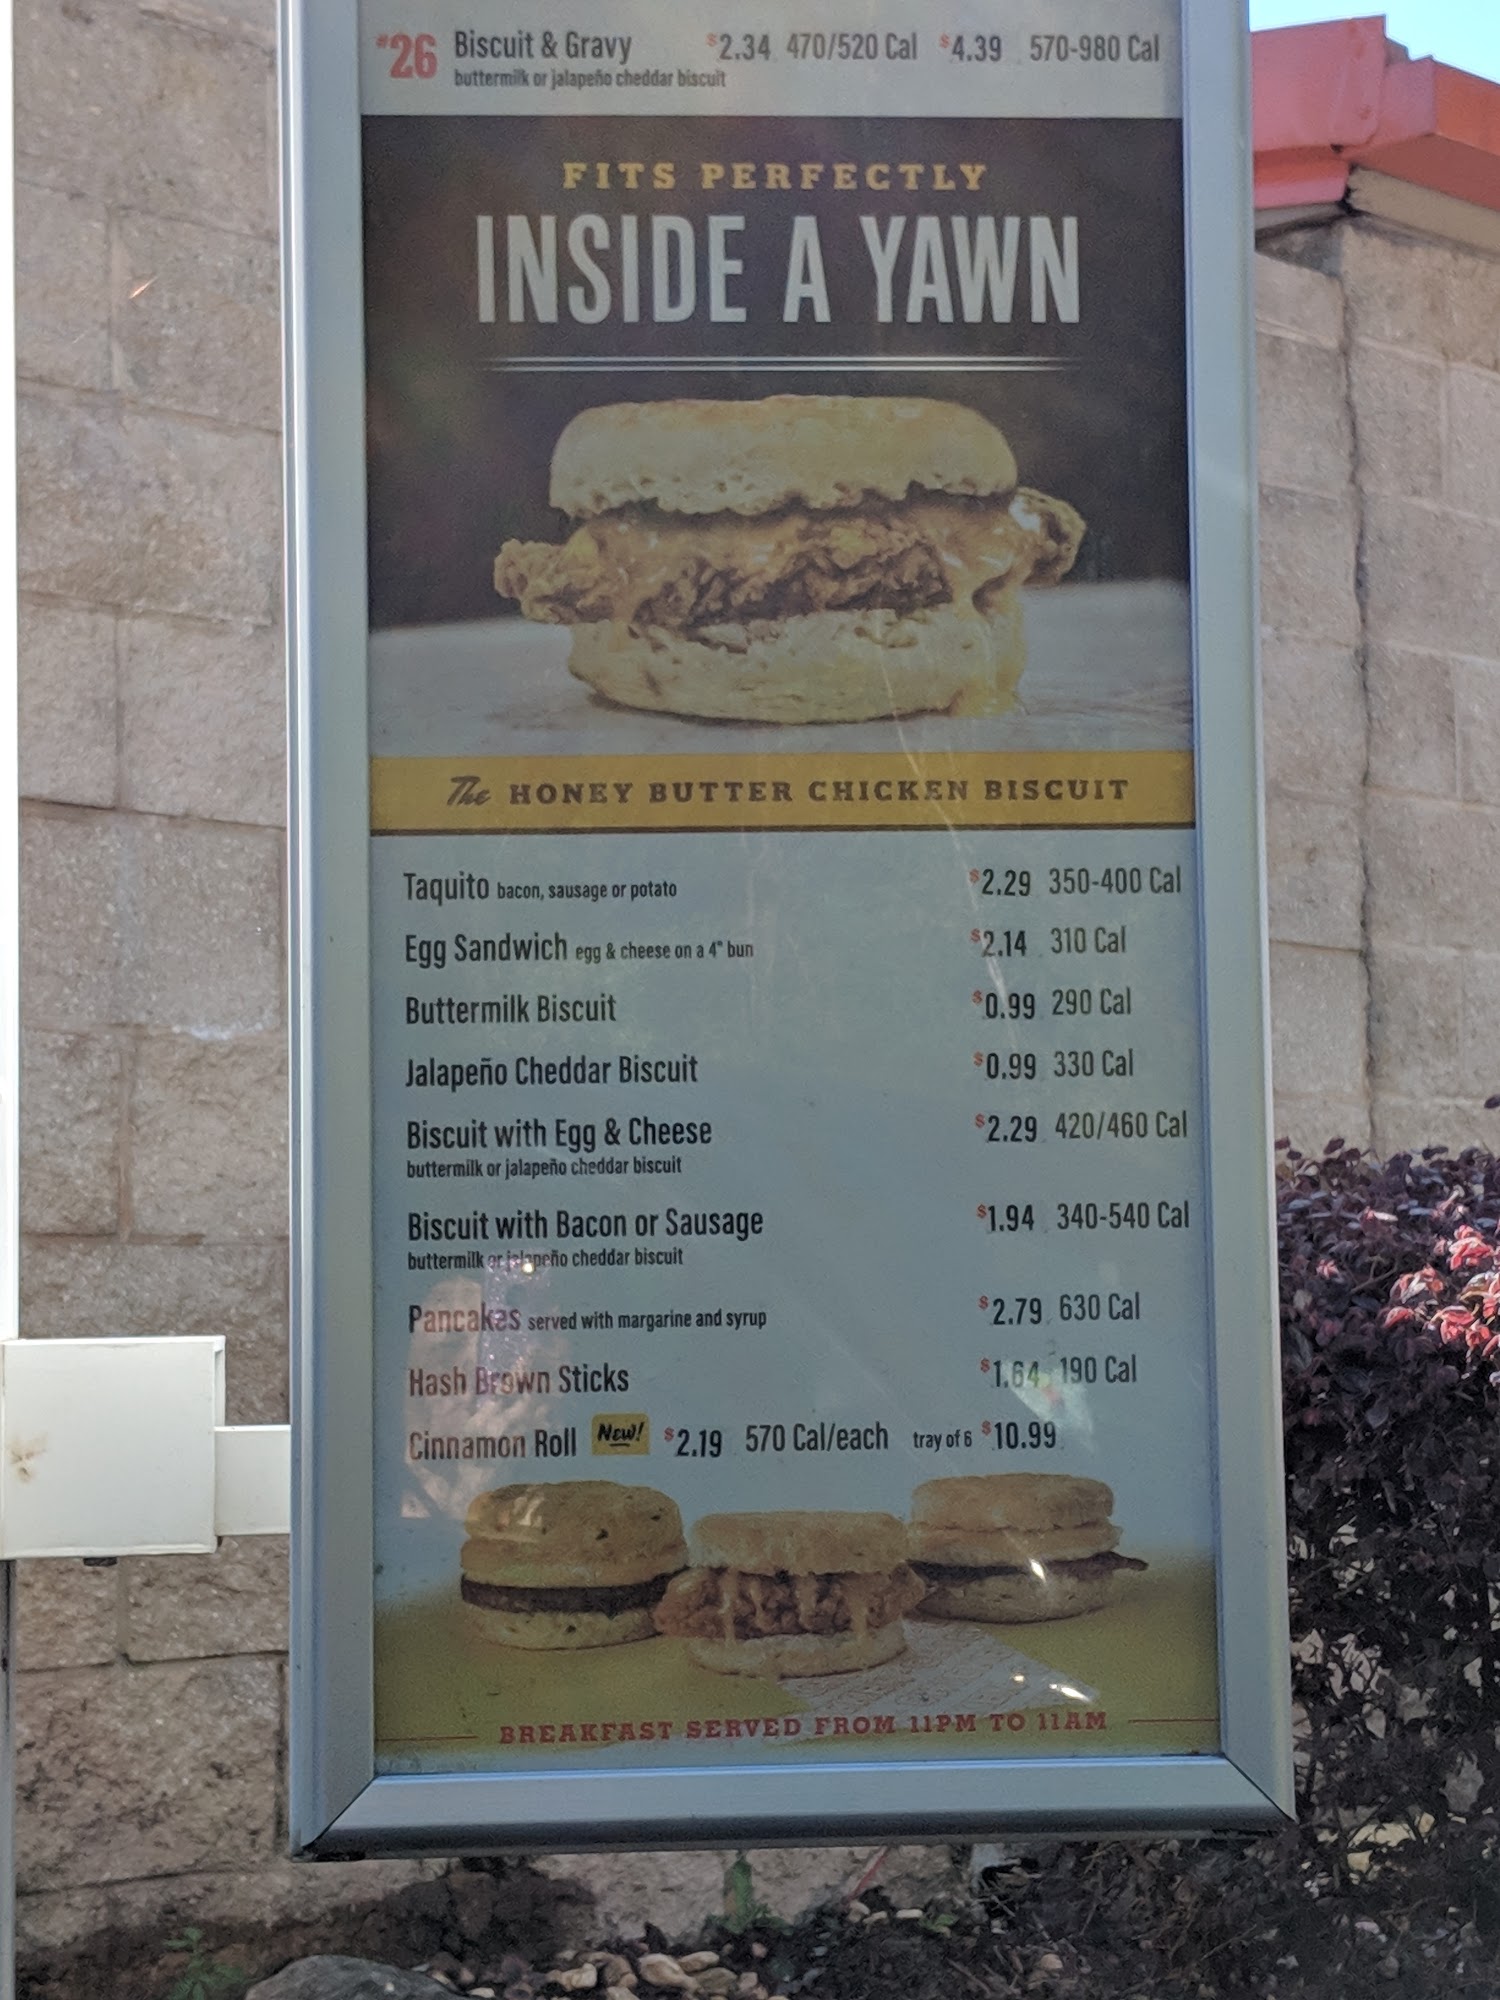 #26 Biscuit & Gravy $2.34 470/520 Cal $4.39 570-980 Cal
buttermilk or jalapeño cheddar biscuit
FITS PERFECTLY
INSIDE A YAWN
The HONEY BUTTER CHICKEN BISCUIT
Taquito bacon, sausage or potato $2.29 350-400 Cal
Egg Sandwich egg & cheese on a 4" bun $2.14 310 Cal
Buttermilk Biscuit $0.99 290 Cal
Jalapeño Cheddar Biscuit $0.99 330 Cal
Biscuit with Egg & Cheese $2.29 420/460 Cal
buttermilk or jalapeño cheddar biscuit
Biscuit with Bacon or Sausage $1.94 340-540 Cal
buttermilk or jalapeño cheddar biscuit
Pancakes served with margarine and syrup $2.79 630 Cal
Hash Brown Sticks $1.64 190 Cal
Cinnamon Roll New! $2.19 570 Cal/each tray of 6 $10.99
BREAKFAST SERVED FROM 11PM TO 11AM